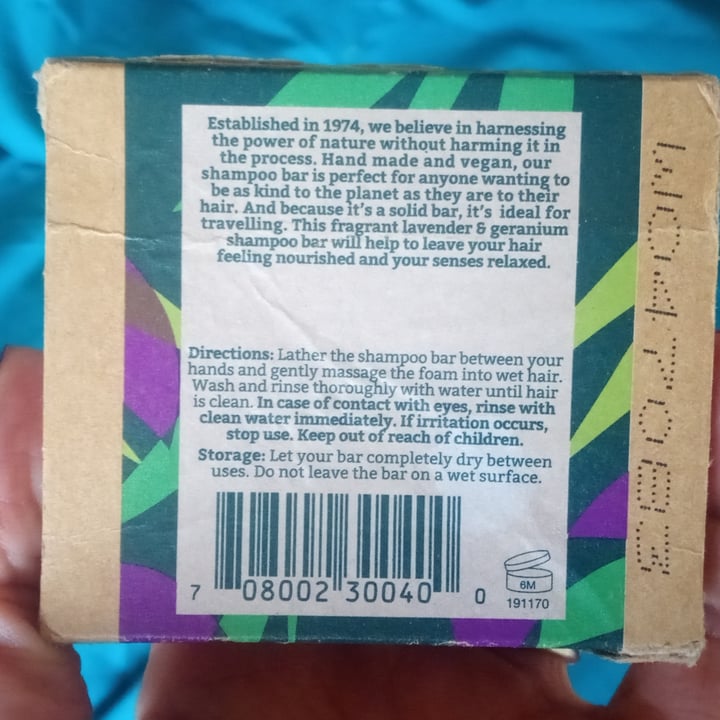 Established in 1974, we believe in harnessing
the power of nature without harming it in
the process. Hand made and vegan, our
shampoo bar is perfect for anyone wanting to
be as kind to the planet as they are to their
hair. And because it's a solid bar, it's ideal for
travelling. This fragrant lavender & geranium
shampoo bar will help to leave your hair
feeling nourished and your senses relaxed.
Directions: Lather the shampoo bar between your
hands and gently massage the foam into wet hair.
Wash and rinse thoroughly with water until hair
is clean. In case of contact with eyes, rinse with
clean water immediately. If irritation occurs,
stop use. Keep out of reach of children.
Storage: Let your bar completely dry between
uses. Do not leave the bar on a wet surface.
7 08002 30040 0
6M
191170